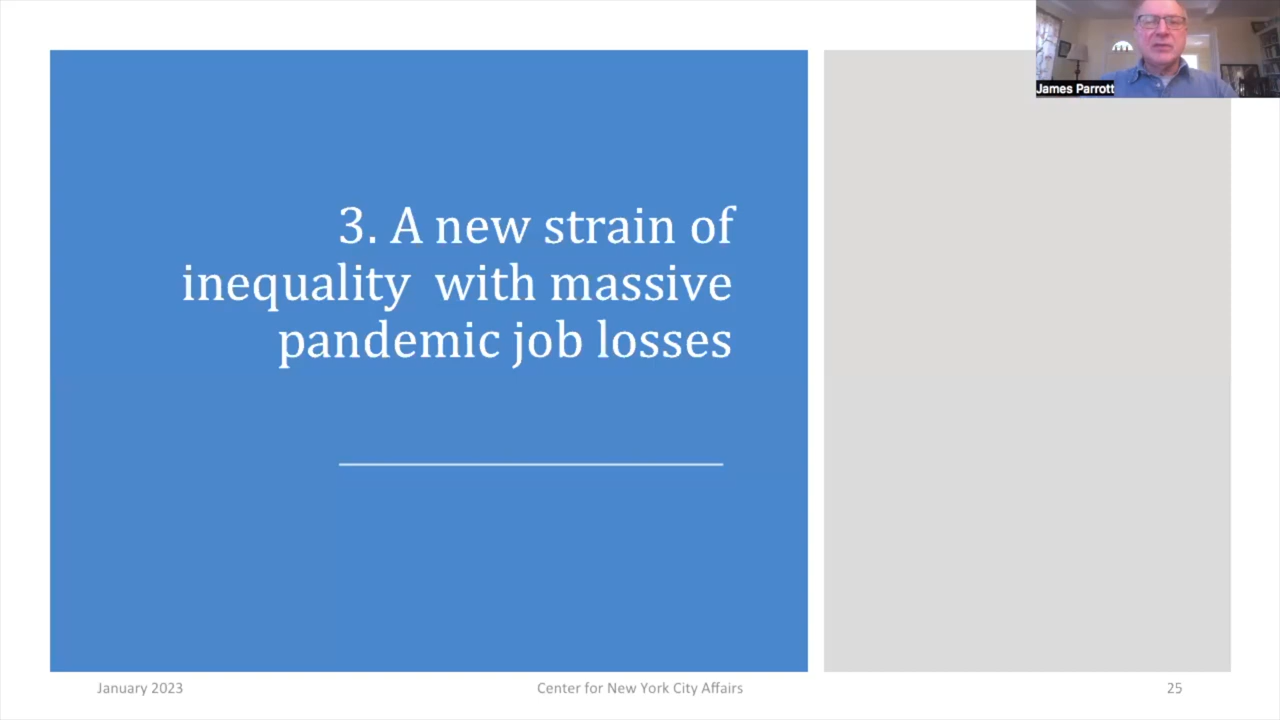 James Parrott
3. A new strain of
inequality  with massive
pandemic job losses
January 2023
Center for New York City Affairs
25